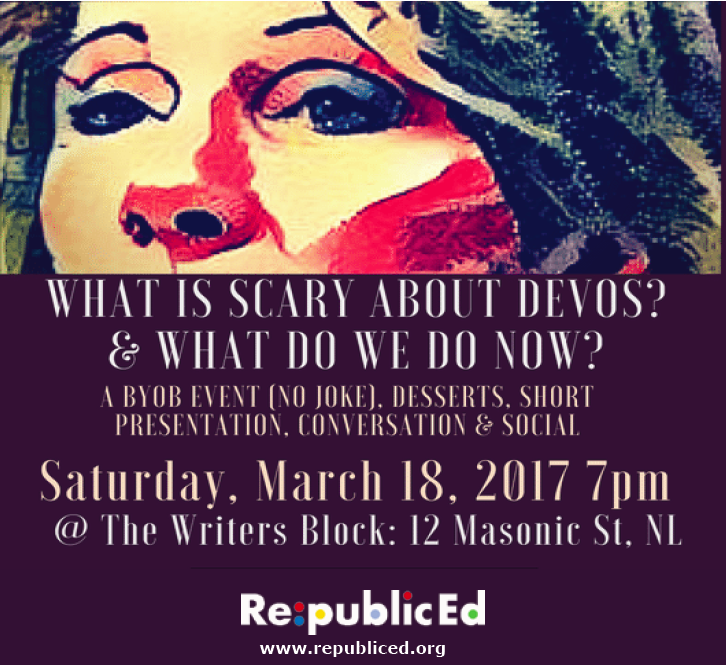 WHAT IS SCARY ABOUT DEVOS?
& WHAT DO WE DO NOW?
A BYOB EVENT (NO JOKE), DESSERTS, SHORT
PRESENTATION, CONVERSATION & SOCIAL
Saturday, March 18, 2017 7pm
@ The Writers Block: 12 Masonic St, NL
Re:publicEd
www.republiced.org